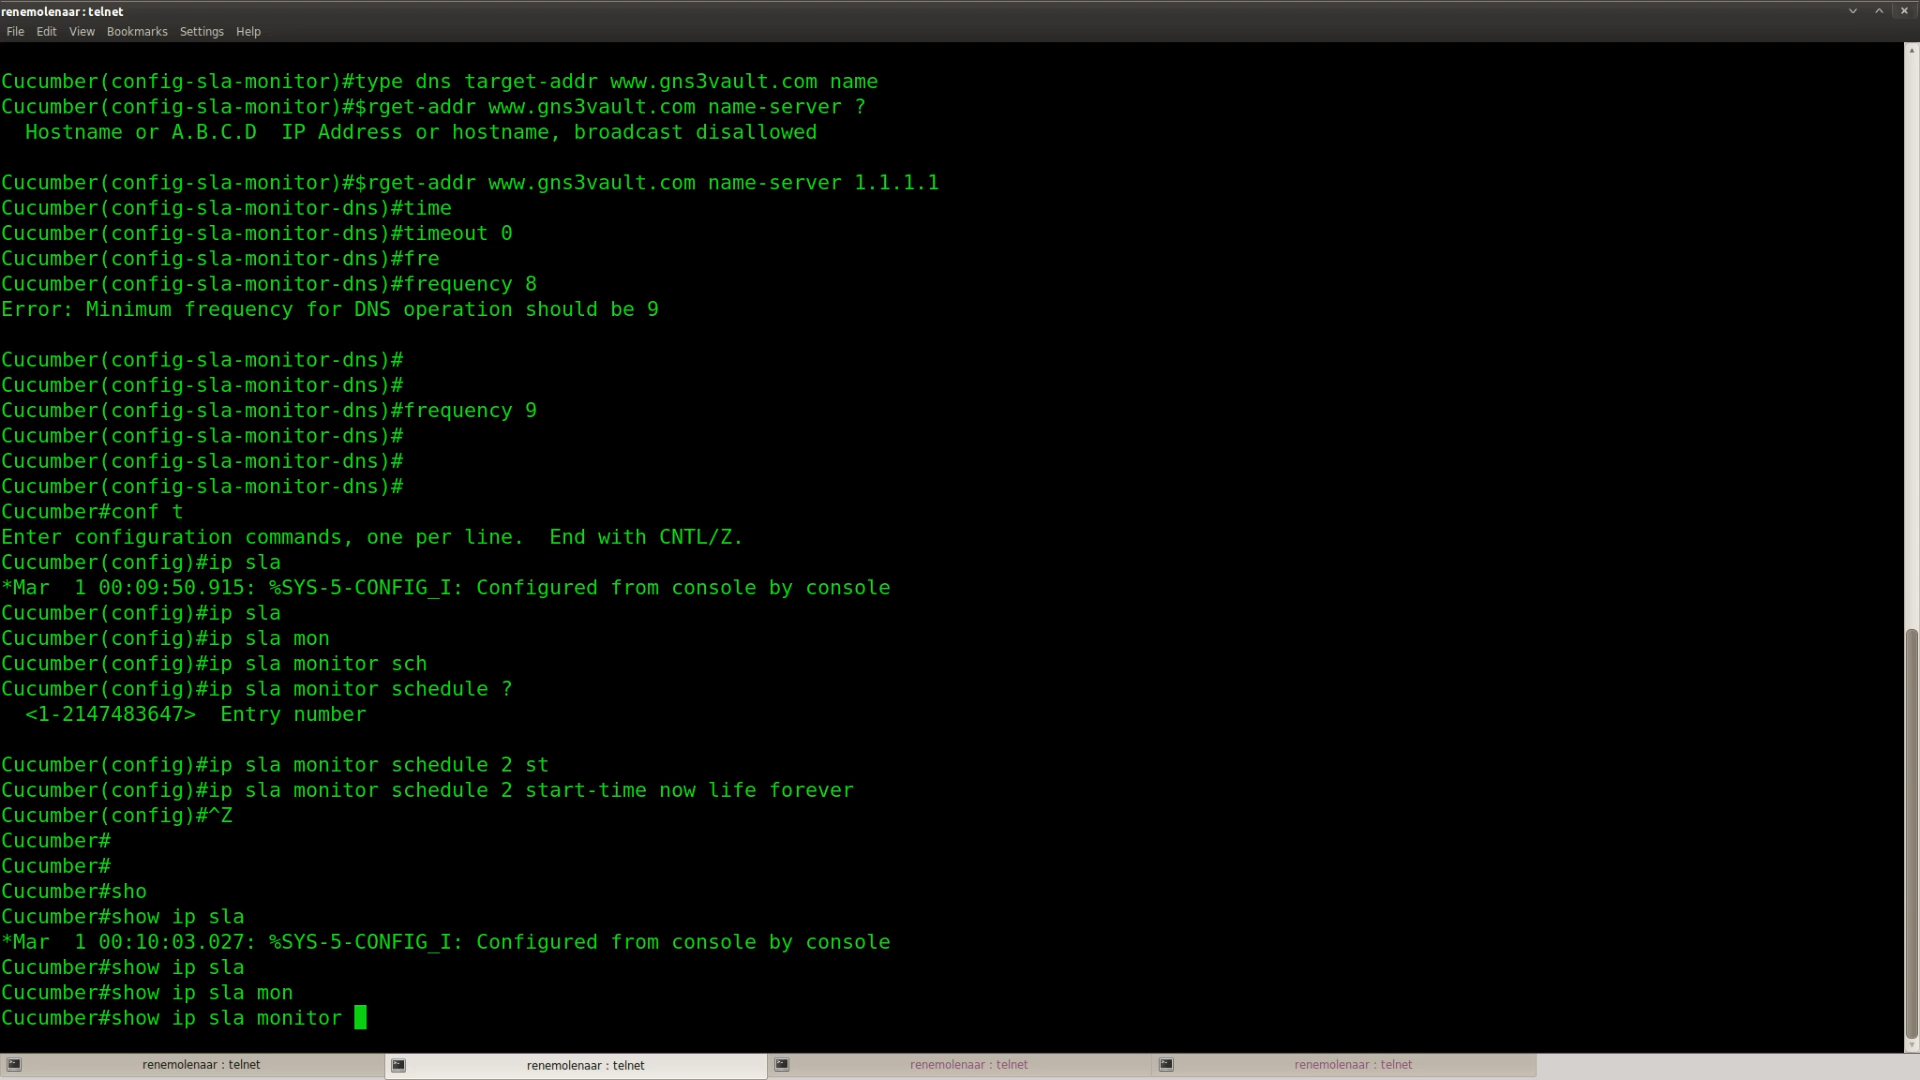 renemolenaar : telnet
File Edit View Bookmarks Settings Help
Cucumber(config-sla-monitor)#type dns target-addr www.gns3vault.com name
Cucumber(config-sla-monitor)#$rget-addr www.gns3vault.com name-server ?
  Hostname or A.B.C.D  IP Address or hostname, broadcast disallowed
Cucumber(config-sla-monitor)#$rget-addr www.gns3vault.com name-server 1.1.1.1
Cucumber(config-sla-monitor-dns)#time
Cucumber(config-sla-monitor-dns)#timeout 0
Cucumber(config-sla-monitor-dns)#fre
Cucumber(config-sla-monitor-dns)#frequency 8
Error: Minimum frequency for DNS operation should be 9
Cucumber(config-sla-monitor-dns)#
Cucumber(config-sla-monitor-dns)#
Cucumber(config-sla-monitor-dns)#frequency 9
Cucumber(config-sla-monitor-dns)#
Cucumber(config-sla-monitor-dns)#
Cucumber(config-sla-monitor-dns)#
Cucumber#conf t
Enter configuration commands, one per line.  End with CNTL/Z.
Cucumber(config)#ip sla
*Mar  1 00:09:50.915: %SYS-5-CONFIG_I: Configured from console by console
Cucumber(config)#ip sla
Cucumber(config)#ip sla mon
Cucumber(config)#ip sla monitor sch
Cucumber(config)#ip sla monitor schedule ?
  <1-2147483647>  Entry number
Cucumber(config)#ip sla monitor schedule 2 st
Cucumber(config)#ip sla monitor schedule 2 start-time now life forever
Cucumber(config)#^Z
Cucumber#
Cucumber#
Cucumber#sho
Cucumber#show ip sla
*Mar  1 00:10:03.027: %SYS-5-CONFIG_I: Configured from console by console
Cucumber#show ip sla
Cucumber#show ip sla mon
Cucumber#show ip sla monitor
renemolenaar : telnet
renemolenaar : telnet
renemolenaar : telnet
renemolenaar : telnet